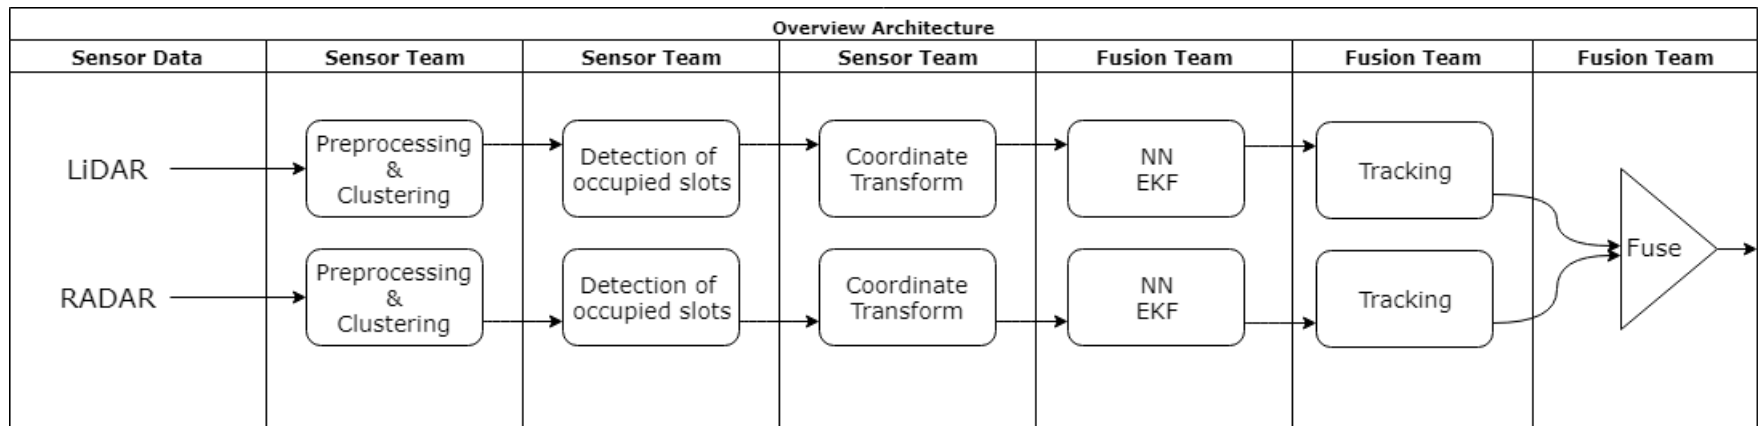 Overview Architecture
Sensor Data
Sensor Team
Sensor Team
Sensor Team
Fusion Team
Fusion Team
Fusion Team
LiDAR
Preprocessing
&
Clustering
Detection of
occupied slots
Coordinate
Transform
NN
EKF
Tracking
RADAR
Preprocessing
&
Clustering
Detection of
occupied slots
Coordinate
Transform
NN
EKF
Tracking
Fuse